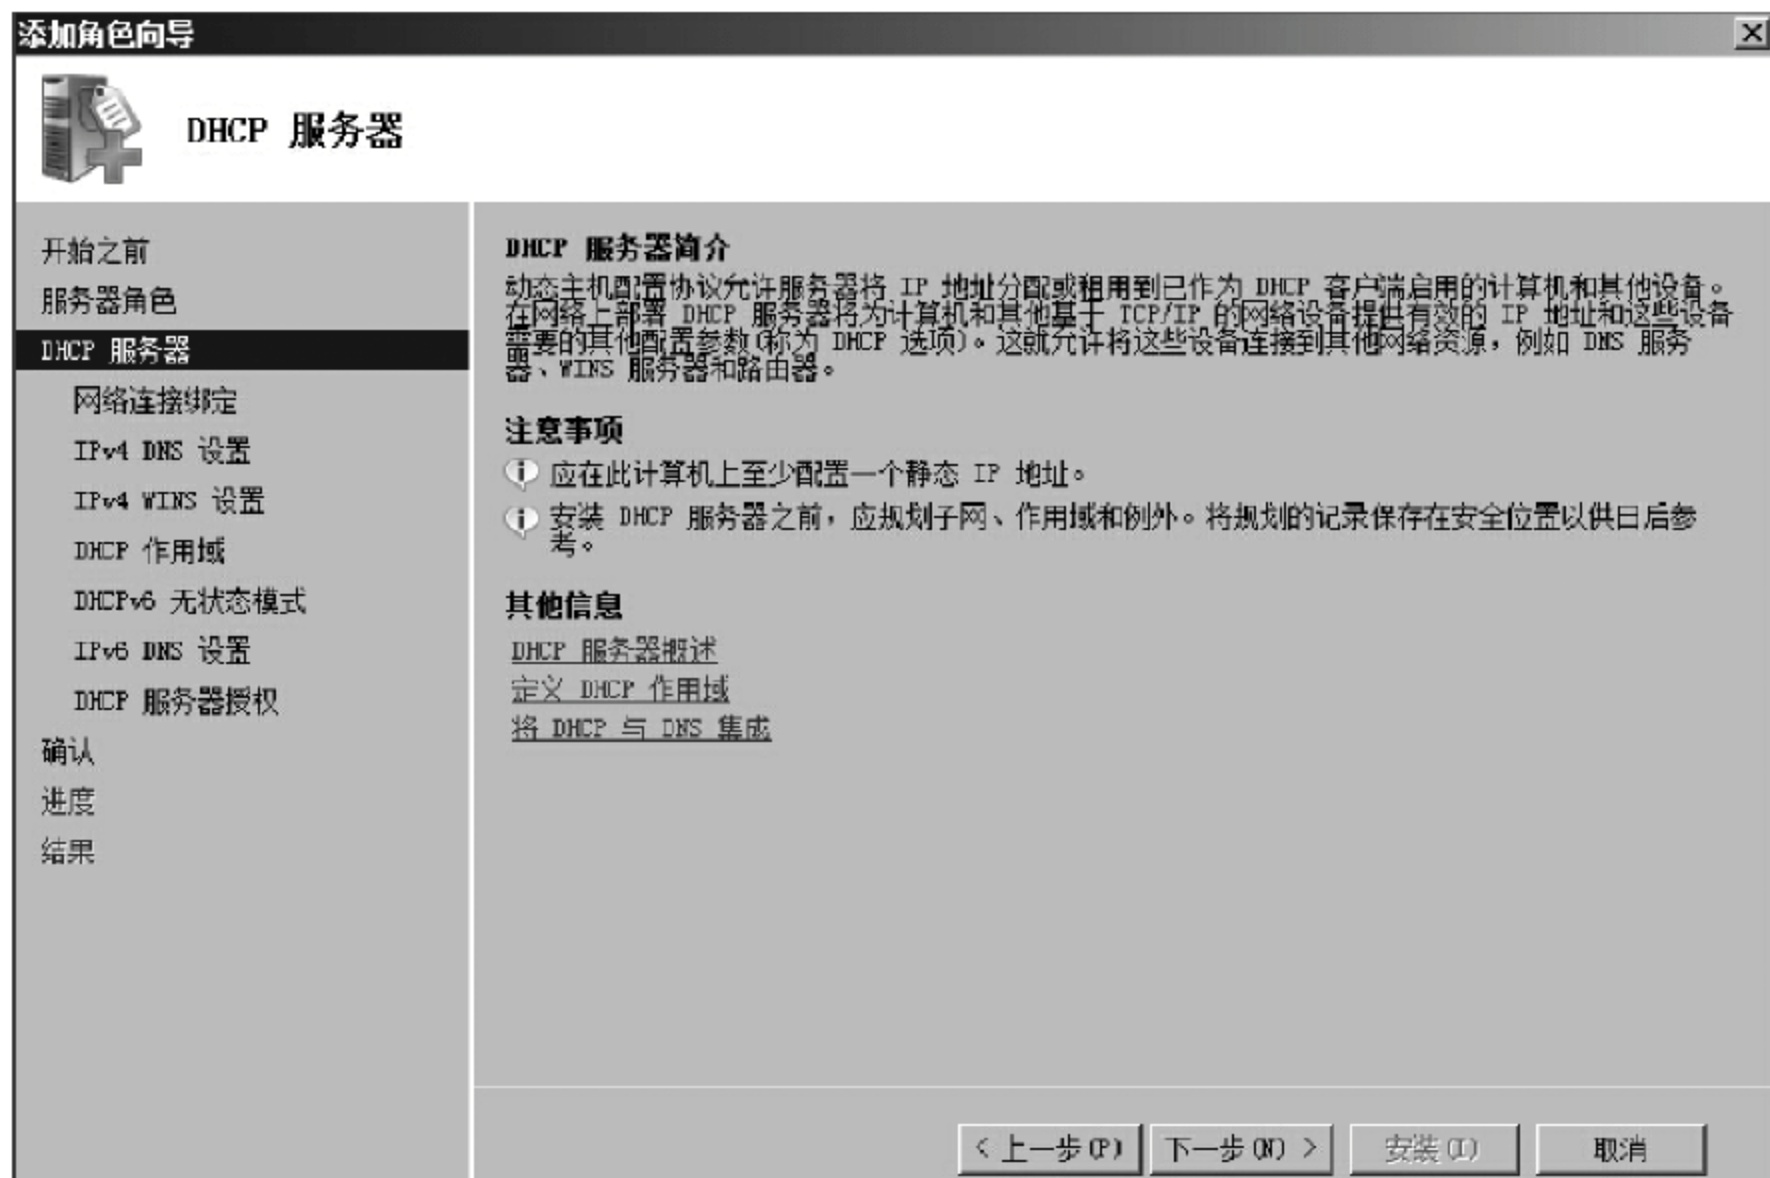 添加角色向导
DHCP 服务器
开始之前
服务器角色
DHCP 服务器
网络连接绑定
IPv4 DNS 设置
IPv4 WINS 设置
DHCP 作用域
DHCPv6 无状态模式
IPv6 DNS 设置
DHCP 服务器授权
确认
进度
结果
DHCP 服务器简介
动态主机配置协议允许服务器将 IP 地址分配或租用到已作为 DHCP 客户端启用的计算机和其他设备。
在网络上部署 DHCP 服务器将为计算机和其他基于 TCP/IP 的网络设备提供有效的 IP 地址和这些设备
需要的其他配置参数(称为 DHCP 选项)。这就允许将这些设备连接到其他网络资源，例如 DNS 服务
器、WINS 服务器和路由器。
注意事项
应在此计算机上至少配置一个静态 IP 地址。
安装 DHCP 服务器之前，应规划子网、作用域和例外。将规划的记录保存在安全位置以供日后参
考。
其他信息
DHCP 服务器概述
定义 DHCP 作用域
将 DHCP 与 DNS 集成
< 上一步(P)
下一步(N) >
安装(I)
取消